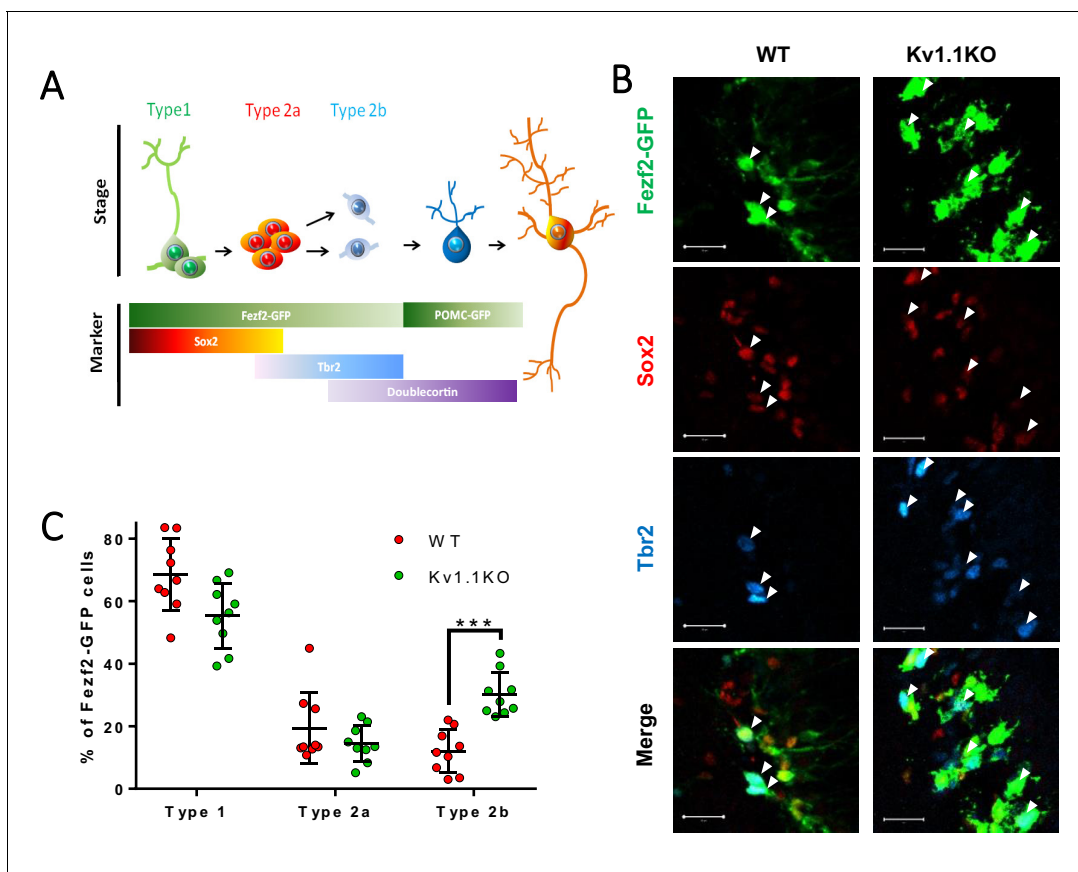 A
Type1 Type 2a Type 2b
Stage
Marker
Fezf2-GFP POMC-GFP
Sox2
Tbr2
Doublecortin
B
WT Kv1.1KO
Fezf2-GFP
Sox2
Tbr2
Merge
C
% of Fezf2-GFP cells
80
60
40
20
0
WT
Kv1.1KO
***
Type 1 Type 2a Type 2b